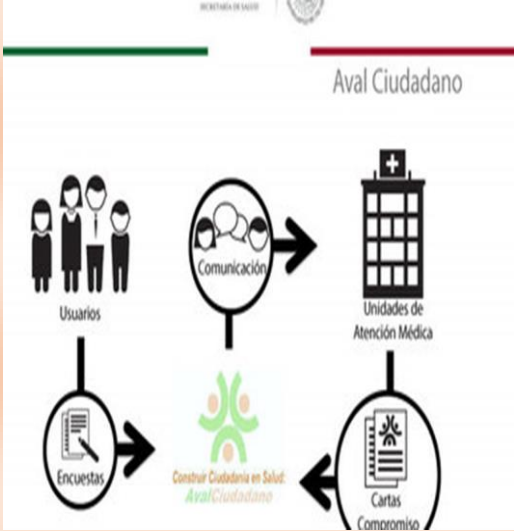 SECRETARÍA DE SALUD
Aval Ciudadano
Comunicación
Usuarios
Unidades de
Atención Médica
Encuestas
Construir Ciudadanía en Salud:
AvalCiudadano
Cartas
Compromiso